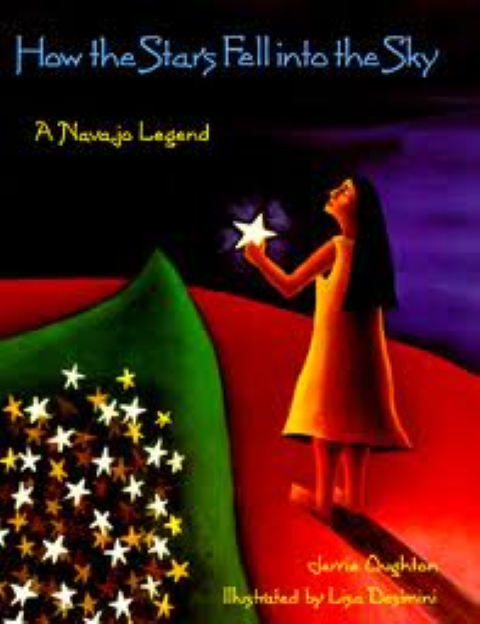 How the Stars Fell into the Sky
A Navajo Legend
Jerrie Oughton
Illustrated by Lisa Desimini